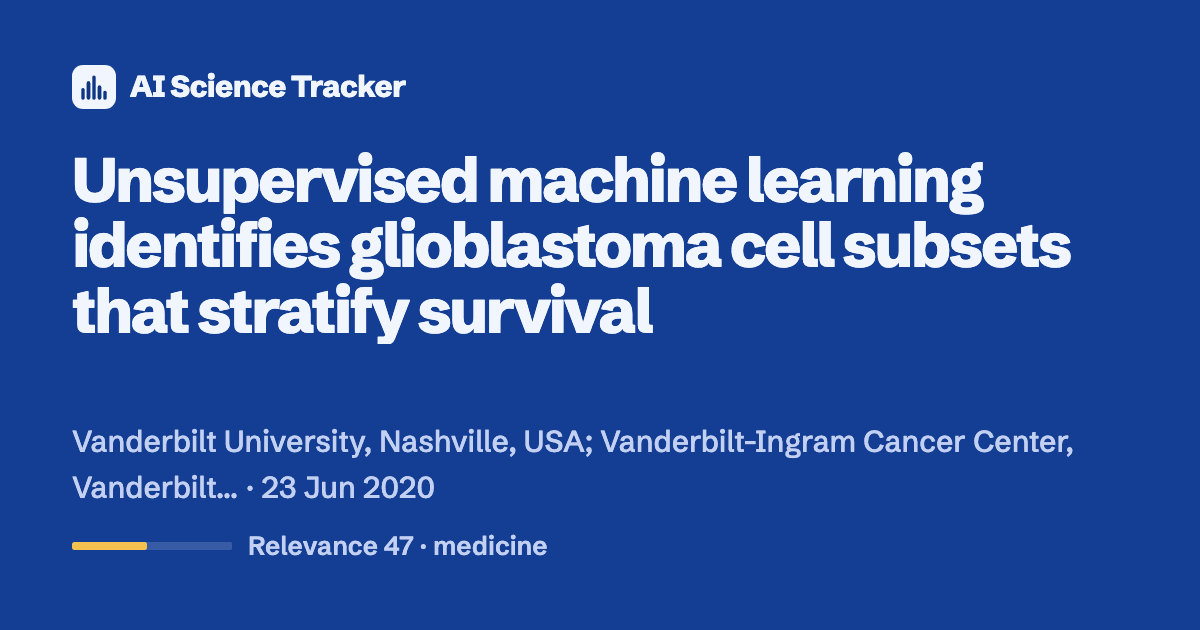 AI Science Tracker
Unsupervised machine learning
identifies glioblastoma cell subsets
that stratify survival
Vanderbilt University, Nashville, USA; Vanderbilt-Ingram Cancer Center,
Vanderbilt... · 23 Jun 2020
Relevance 47 · medicine